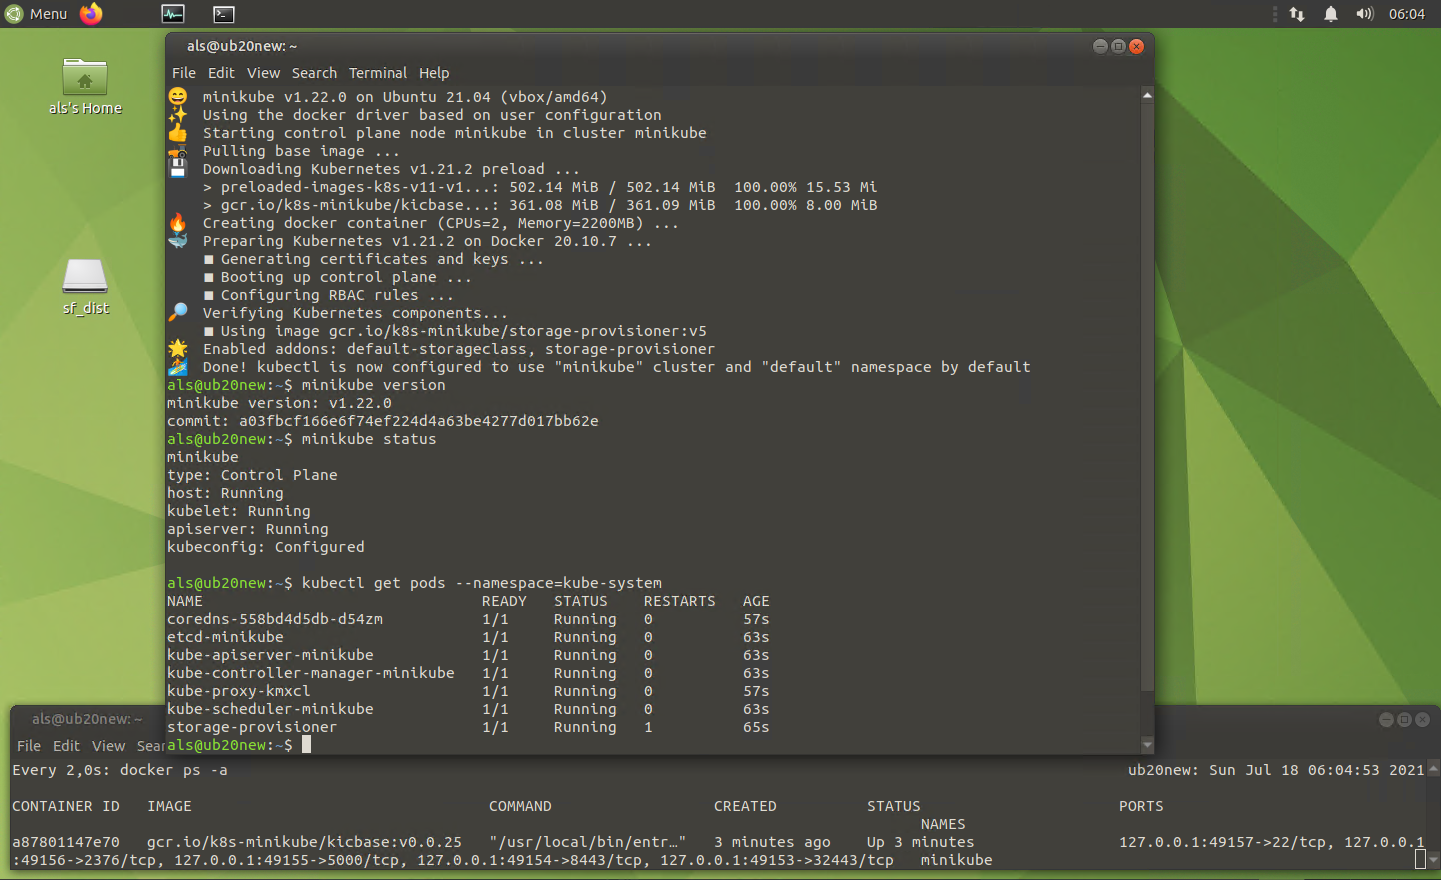 Menu
06:04
als's Home
sf_dist
als@ub20new: ~
File Edit View Search Terminal Help
minikube v1.22.0 on Ubuntu 21.04 (vbox/amd64)
Using the docker driver based on user configuration
Starting control plane node minikube in cluster minikube
Pulling base image ...
Downloading Kubernetes v1.21.2 preload ...
> preloaded-images-k8s-v11-v1...: 502.14 MiB / 502.14 MiB  100.00% 15.53 Mi
> gcr.io/k8s-minikube/kicbase...: 361.08 MiB / 361.09 MiB  100.00% 8.00 MiB
Creating docker container (CPUs=2, Memory=2200MB) ...
Preparing Kubernetes v1.21.2 on Docker 20.10.7 ...
■ Generating certificates and keys ...
■ Booting up control plane ...
■ Configuring RBAC rules ...
Verifying Kubernetes components...
■ Using image gcr.io/k8s-minikube/storage-provisioner:v5
Enabled addons: default-storageclass, storage-provisioner
Done! kubectl is now configured to use "minikube" cluster and "default" namespace by default
als@ub20new:~$ minikube version
minikube version: v1.22.0
commit: a03fbcf166e6f74ef224d4a63be4277d017bb62e
als@ub20new:~$ minikube status
minikube
type: Control Plane
host: Running
kubelet: Running
apiserver: Running
kubeconfig: Configured
als@ub20new:~$ kubectl get pods --namespace=kube-system
NAME READY STATUS RESTARTS AGE
coredns-558bd4d5db-d54zm 1/1 Running 0 57s
etcd-minikube 1/1 Running 0 63s
kube-apiserver-minikube 1/1 Running 0 63s
kube-controller-manager-minikube 1/1 Running 0 63s
kube-proxy-kmxcl 1/1 Running 0 57s
kube-scheduler-minikube 1/1 Running 0 63s
storage-provisioner 1/1 Running 1 65s
als@ub20new:~$
als@ub20new: ~
File Edit View Sear
Every 2,0s: docker ps -a ub20new: Sun Jul 18 06:04:53 2021
CONTAINER ID IMAGE COMMAND CREATED STATUS PORTS
NAMES
a87801147e70 gcr.io/k8s-minikube/kicbase:v0.0.25 "/usr/local/bin/entr…" 3 minutes ago Up 3 minutes 127.0.0.1:49157->22/tcp, 127.0.0.1
:49156->2376/tcp, 127.0.0.1:49155->5000/tcp, 127.0.0.1:49154->8443/tcp, 127.0.0.1:49153->32443/tcp minikube